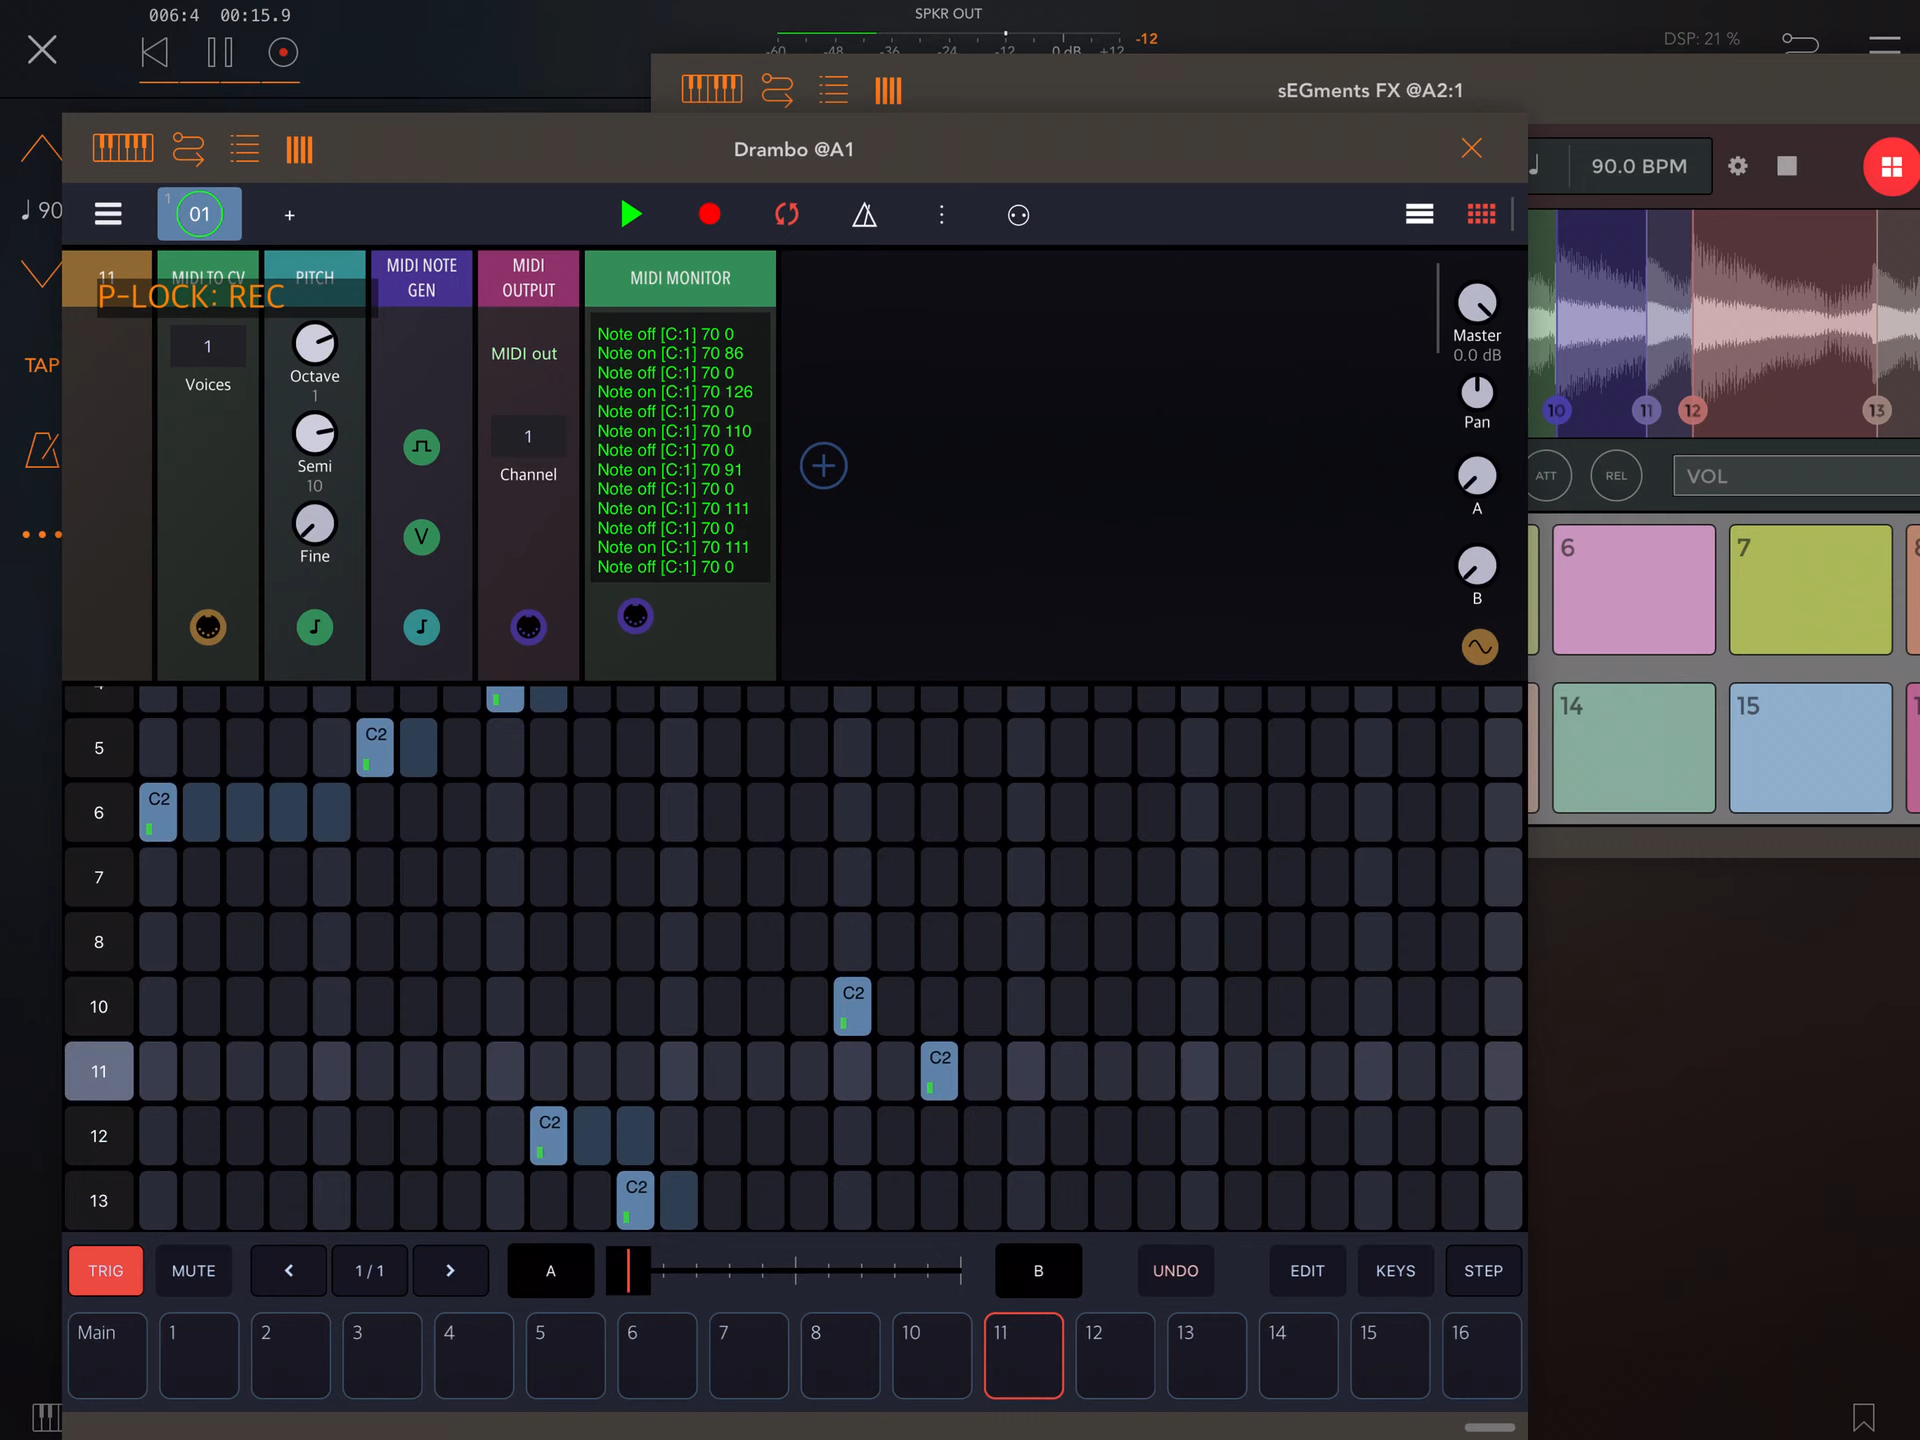 006:4 00:15.9
SPKR OUT
-60 -48 -36 -24 -12 0 dB +12
-12
DSP: 21 %
sEGments FX @A2:1
Drambo @A1
♩ 90
TAP
1
01
+
90.0 BPM
11
MIDI TO CV
PITCH
MIDI NOTE
GEN
MIDI
OUTPUT
MIDI MONITOR
P-LOCK: REC
1
Voices
Octave
1
Semi
10
Fine
V
MIDI out
1
Channel
Note off [C:1] 70 0
Note on [C:1] 70 86
Note off [C:1] 70 0
Note on [C:1] 70 126
Note off [C:1] 70 0
Note on [C:1] 70 110
Note off [C:1] 70 0
Note on [C:1] 70 91
Note off [C:1] 70 0
Note on [C:1] 70 111
Note off [C:1] 70 0
Note on [C:1] 70 111
Note off [C:1] 70 0
Master
0.0 dB
Pan
A
B
10 11 12 13
ATT
REL
VOL
6
7
8
14
15
5 C2
6 C2
7
8
10 C2
11 C2
12 C2
13 C2
TRIG
MUTE
<
1 / 1
>
A
B
UNDO
EDIT
KEYS
STEP
Main 1 2 3 4 5 6 7 8 10 11 12 13 14 15 16